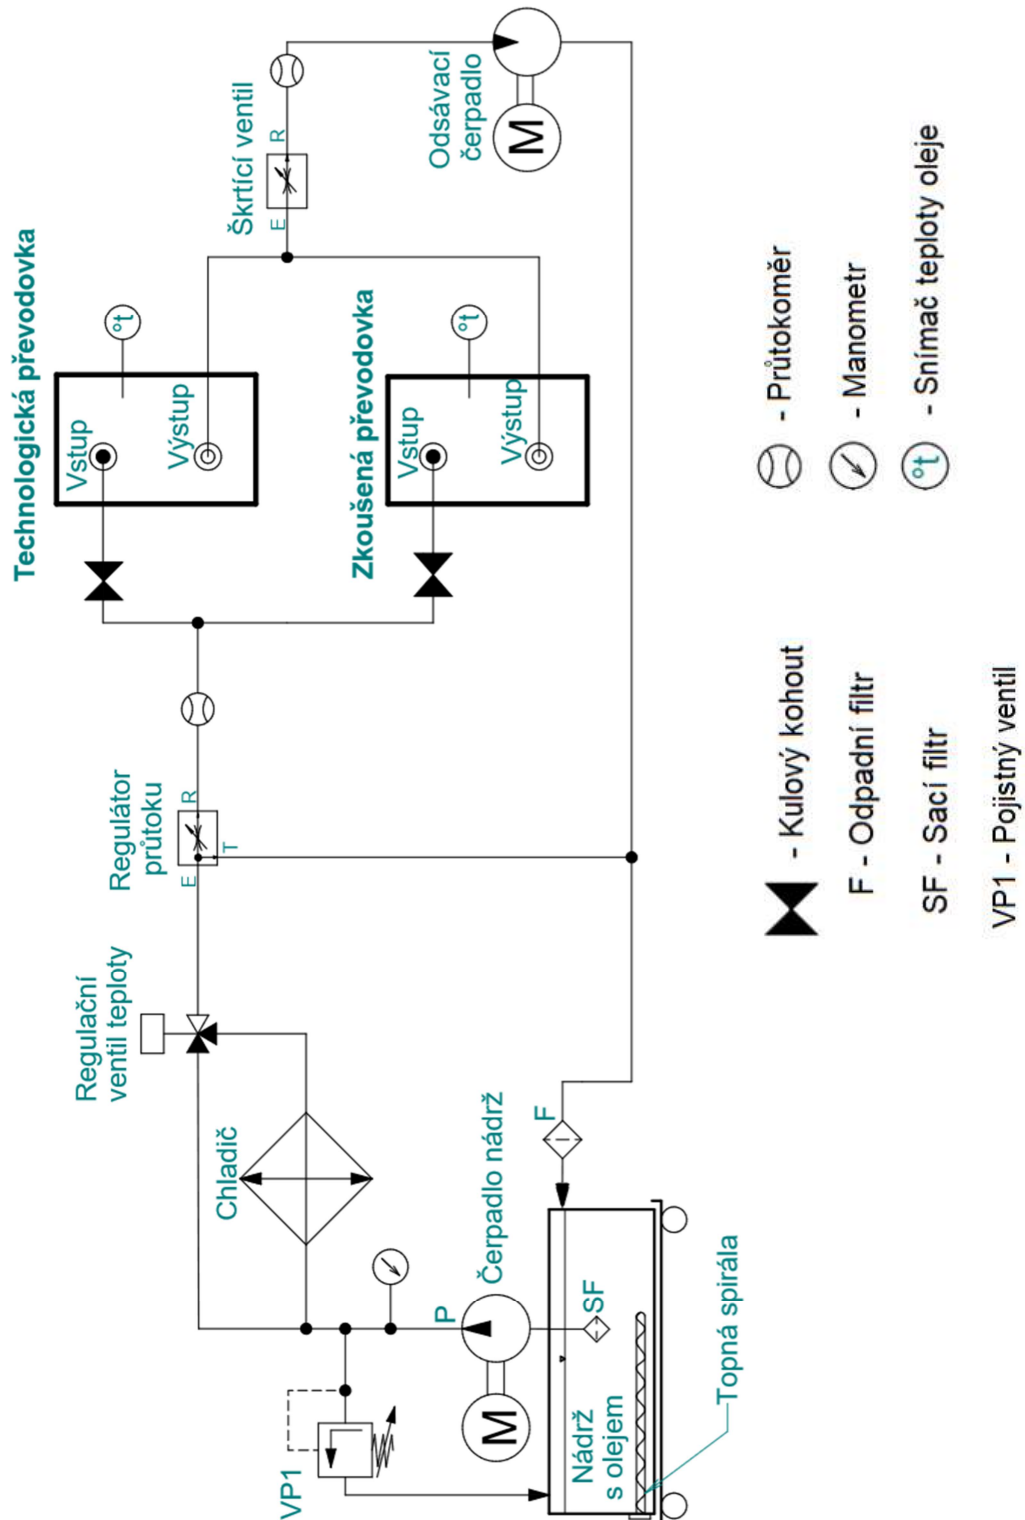 Technologická převodovka
Vstup
Výstup
°t
Zkoušená převodovka
Vstup
Výstup
°t
Škrtící ventil
E
R
Odsávací
čerpadlo
M
Regulátor
průtoku
E
R
T
Regulační
ventil teploty
Chladič
Čerpadlo nádrž
P
M
VP1
F
SF
Nádrž
s olejem
Topná spirála
- Kulový kohout
F - Odpadní filtr
SF - Sací filtr
VP1 - Pojistný ventil
- Průtokoměr
- Manometr
°t - Snímač teploty oleje